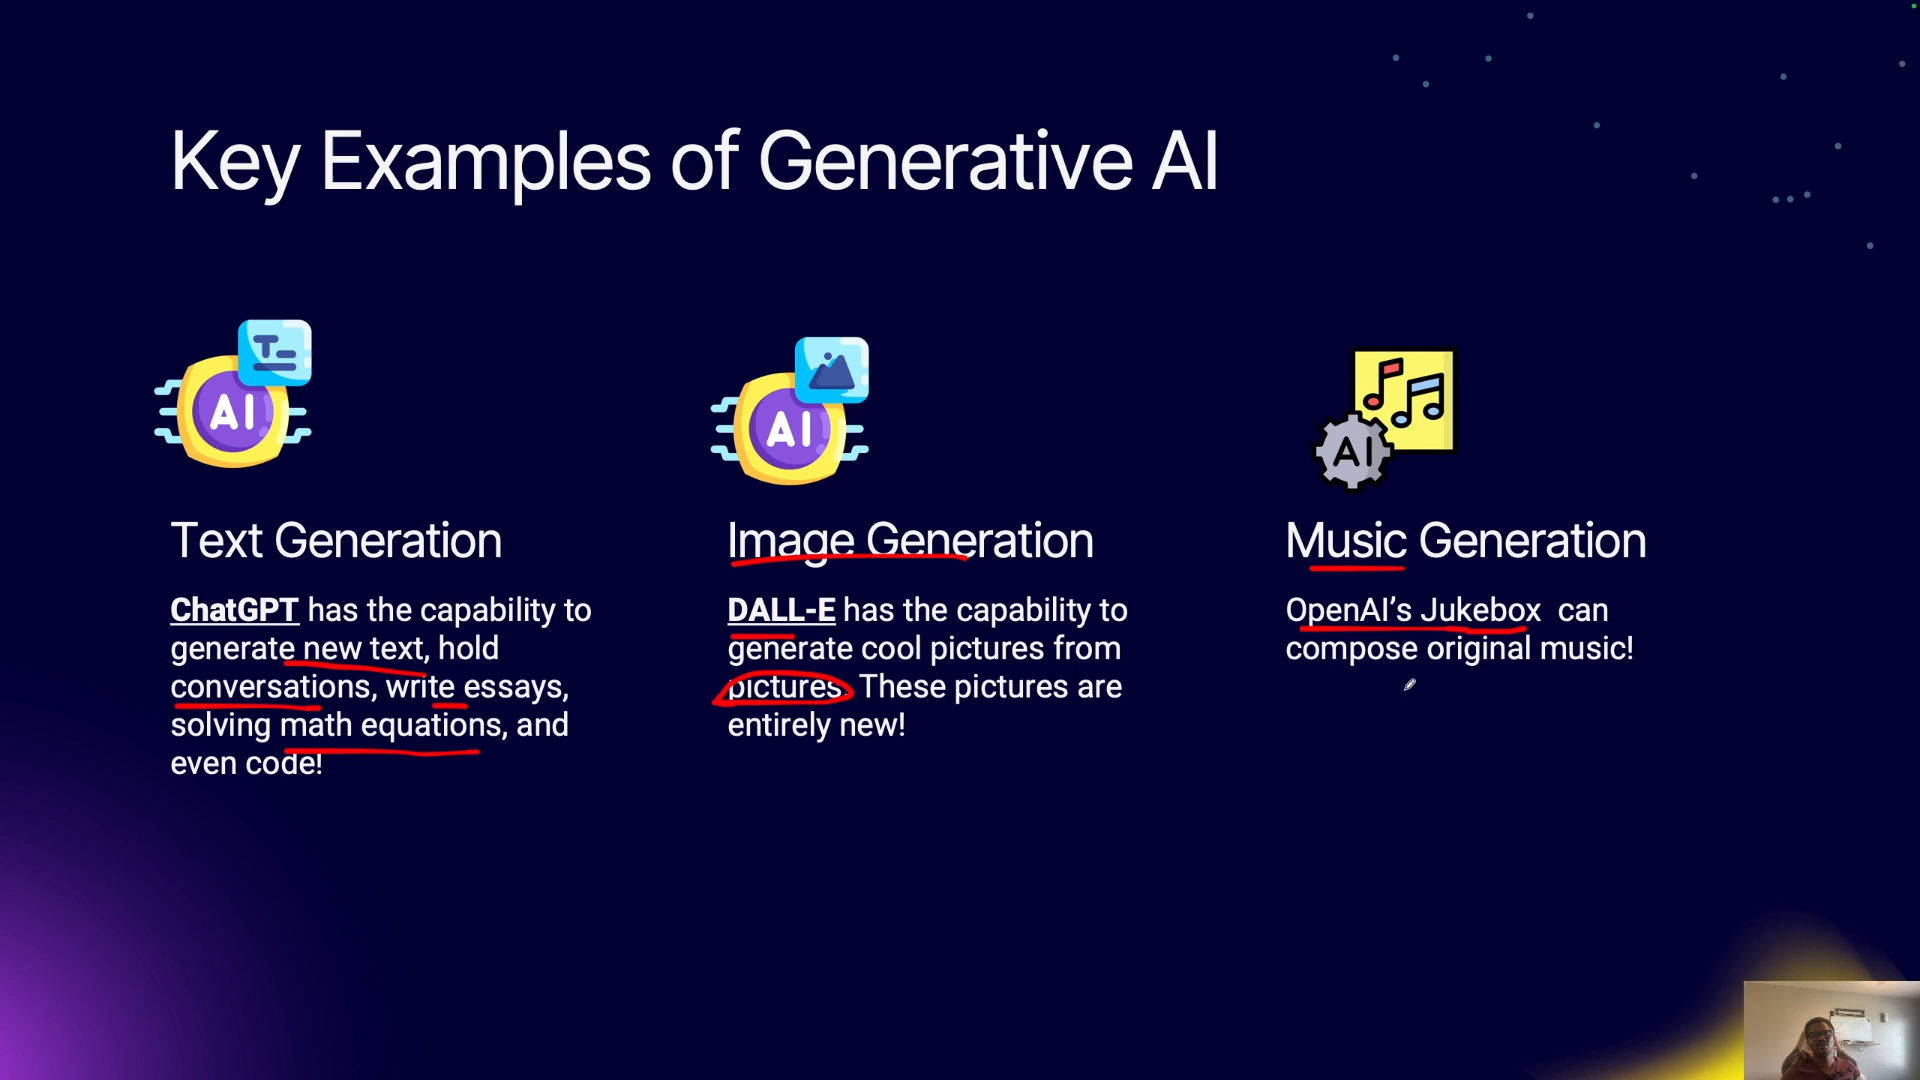 Key Examples of Generative AI
AI
AI
AI
Text Generation
ChatGPT has the capability to
generate new text, hold
conversations, write essays,
solving math equations, and
even code!
Image Generation
DALL-E has the capability to
generate cool pictures from
pictures. These pictures are
entirely new!
Music Generation
OpenAI’s Jukebox  can
compose original music!